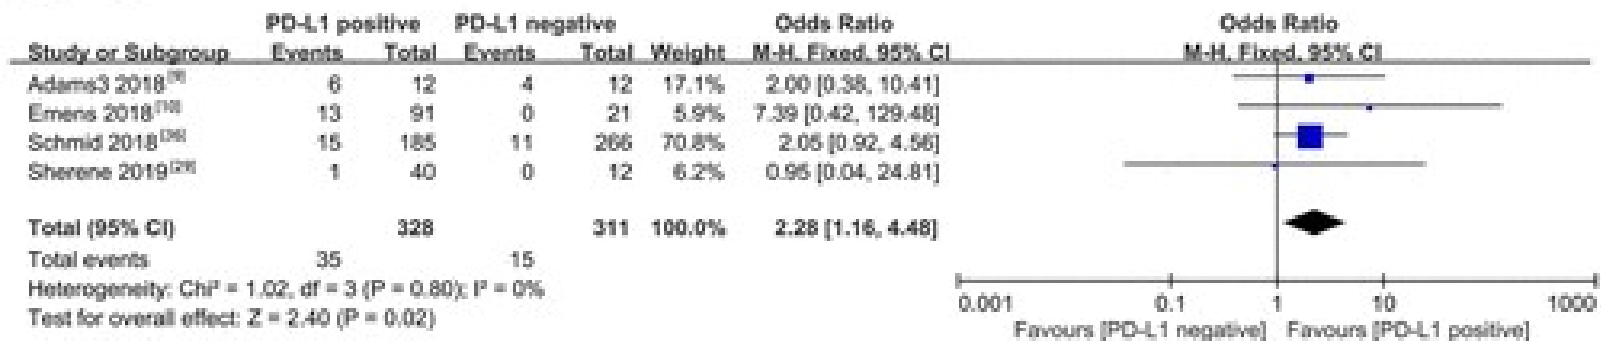 PD-L1 positive PD-L1 negative Odds Ratio Odds Ratio
Study or Subgroup Events Total Events Total Weight M-H. Fixed. 95% CI M-H. Fixed. 95% CI
Adams3 2018[9] 6 12 4 12 17.1% 2.00 [0.38, 10.41]
Emens 2018[10] 13 91 0 21 5.9% 7.39 [0.42, 129.48]
Schmid 2018[36] 15 185 11 266 70.8% 2.05 [0.92, 4.56]
Sherene 2019[29] 1 40 0 12 6.2% 0.95 [0.04, 24.81]
Total (95% CI) 328 311 100.0% 2.28 [1.16, 4.48]
Total events 35 15
Heterogeneity: Chi² = 1.02, df = 3 (P = 0.80); I² = 0%
Test for overall effect: Z = 2.40 (P = 0.02)
0.001 0.1 1 10 1000
Favours [PD-L1 negative] Favours [PD-L1 positive]